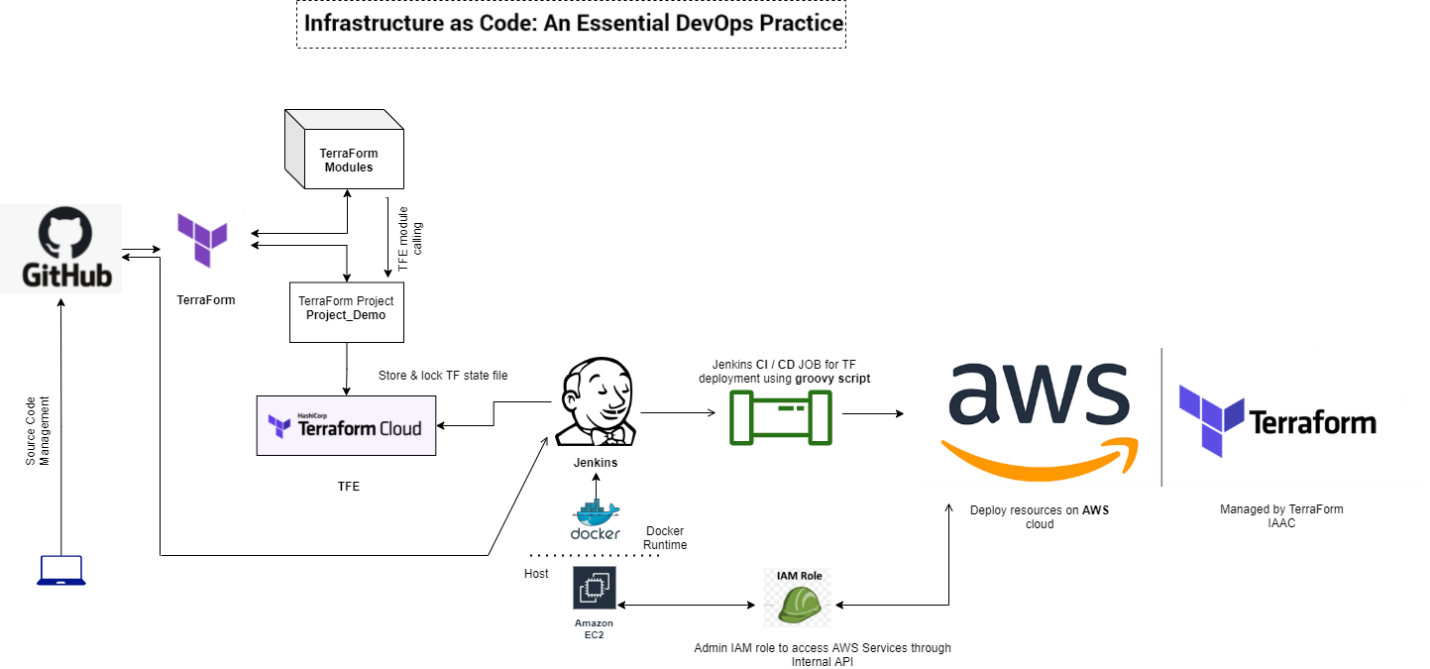 Infrastructure as Code: An Essential DevOps Practice
TerraForm
Modules
TFE module
calling
GitHub
TerraForm
TerraForm Project
Project_Demo
Store & lock TF state file
HashiCorp
Terraform Cloud
TFE
Source Code
Management
Jenkins
Jenkins CI / CD JOB for TF
deployment using groovy script
aws
Terraform
Deploy resources on AWS
cloud
Managed by TerraForm
IAAC
docker
Docker
Runtime
Host
Amazon
EC2
IAM Role
Admin IAM role to access AWS Services through
Internal API